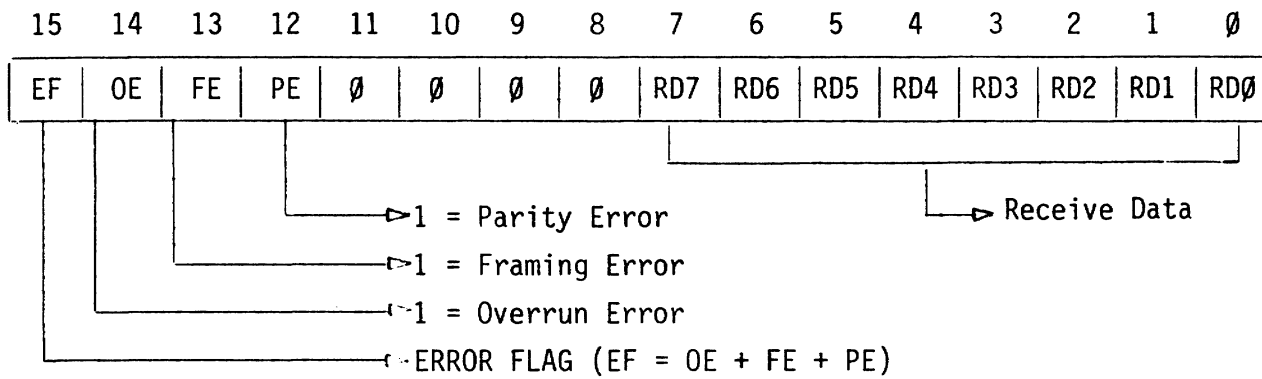 15 14 13 12 11 10 9 8 7 6 5 4 3 2 1 Ø
EF OE FE PE Ø Ø Ø Ø RD7 RD6 RD5 RD4 RD3 RD2 RD1 RDØ
1 = Parity Error
Receive Data
1 = Framing Error
1 = Overrun Error
ERROR FLAG (EF = OE + FE + PE)